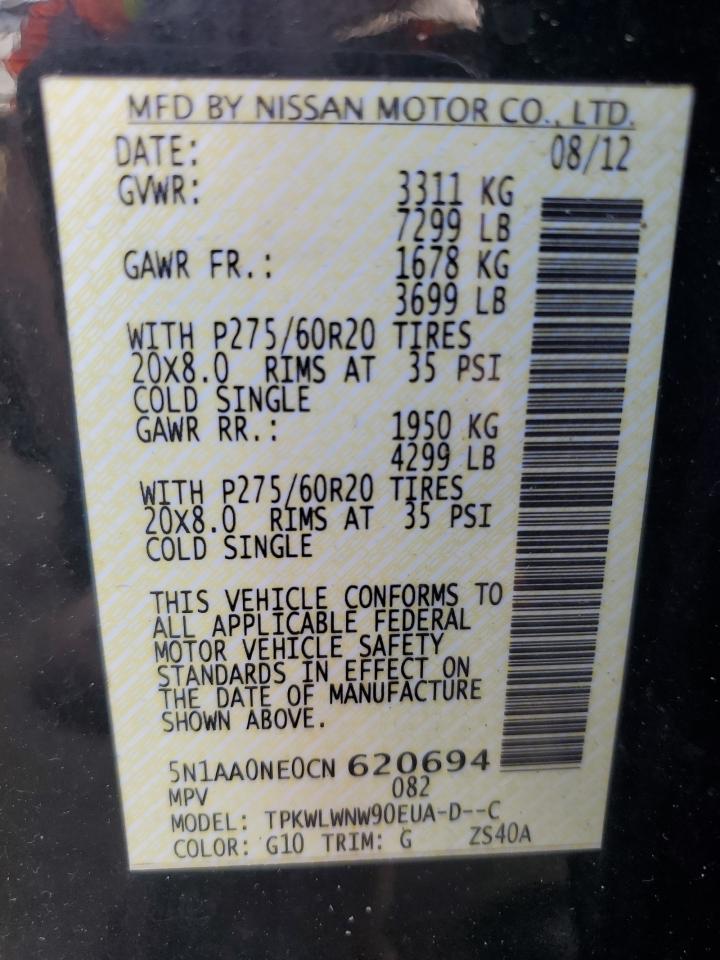 MFD BY NISSAN MOTOR CO., LTD.
DATE: 08/12
GVWR: 3311 KG
7299 LB
GAWR FR.: 1678 KG
3699 LB
WITH P275/60R20 TIRES
20X8.0 RIMS AT 35 PSI
COLD SINGLE
GAWR RR.: 1950 KG
4299 LB
WITH P275/60R20 TIRES
20X8.0 RIMS AT 35 PSI
COLD SINGLE
THIS VEHICLE CONFORMS TO
ALL APPLICABLE FEDERAL
MOTOR VEHICLE SAFETY
STANDARDS IN EFFECT ON
THE DATE OF MANUFACTURE
SHOWN ABOVE.
5N1AA0NE0CN 620694
MPV 082
MODEL: TPKWLWNW90EUA-D--C
COLOR: G10 TRIM: G ZS40A